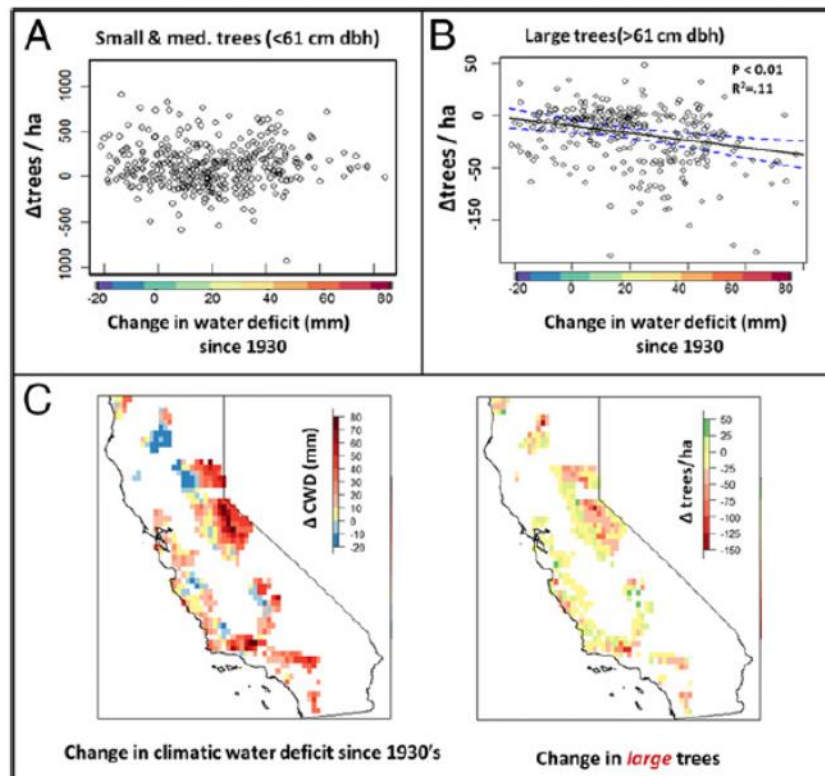 A
Small & med. trees (<61 cm dbh)
Δtrees / ha
1000
500
0
-500
1000
-20 0 20 40 60 80
Change in water deficit (mm)
since 1930
B
Large trees(>61 cm dbh)
P < 0.01
R²=.11
Δtrees / ha
50
0
-50
-150
-20 0 20 40 60 80
Change in water deficit (mm)
since 1930
C
Δ CWD (mm)
80
70
60
50
40
30
20
10
0
-10
-20
Change in climatic water deficit since 1930's
Δ trees/ha
50
25
0
-25
-50
-75
-100
-125
-150
Change in large trees